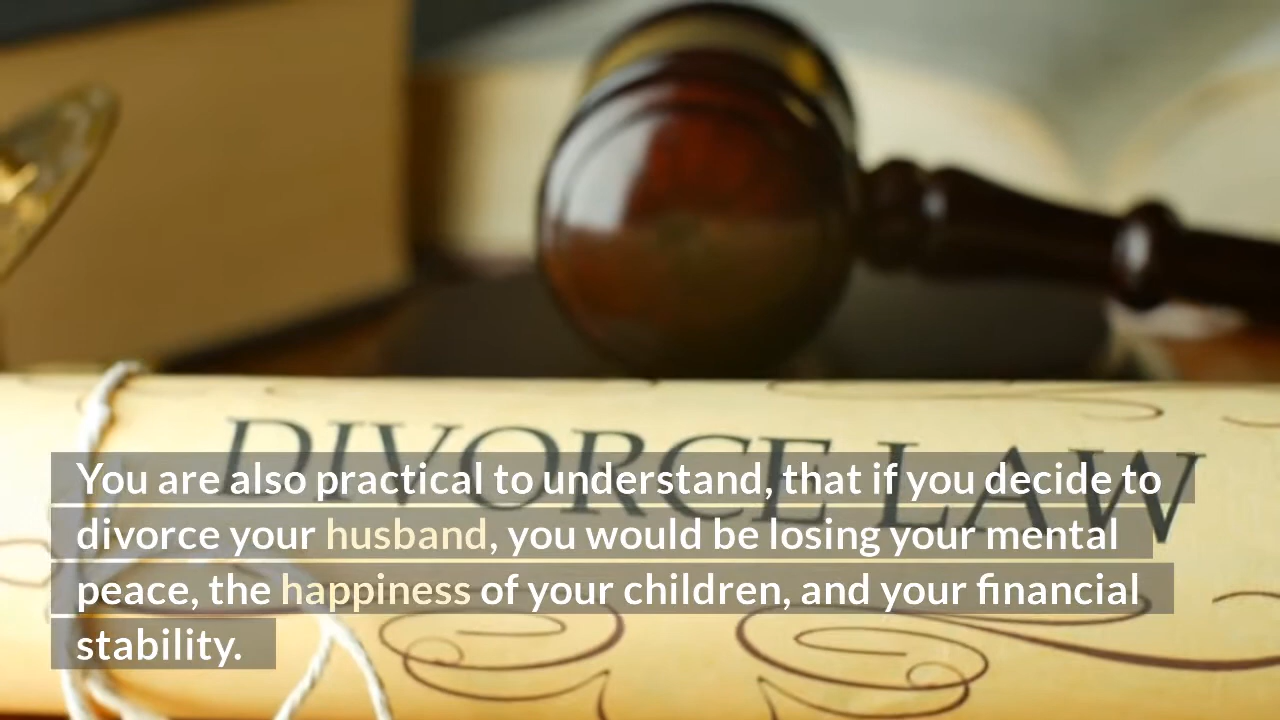 DIVORCE LAW
You are also practical to understand, that if you decide to
divorce your husband, you would be losing your mental
peace, the happiness of your children, and your financial
stability.